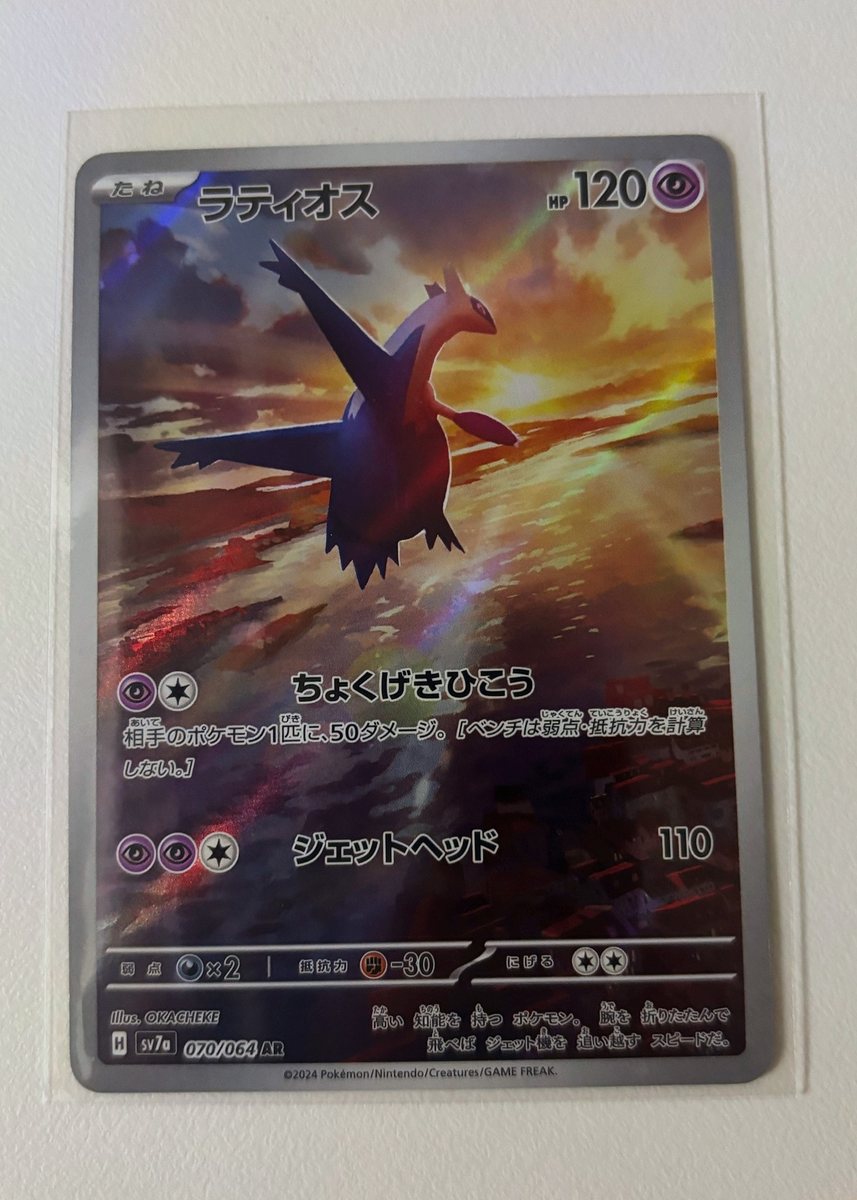 たね ラティオス HP 120
ちょくげきひこう
相手のポケモン1匹に、50ダメージ。[ベンチは弱点・抵抗力を計算
しない。]
ジェットヘッド 110
弱点 ×2 抵抗力 -30 にげる
Illus. OKACHEKE
高い 知能を 持つ ポケモン。 腕を 折りたたんで
飛べば ジェット機を 追い越す スピードだ。
H sv7a 070/064 AR
©2024 Pokémon/Nintendo/Creatures/GAME FREAK.